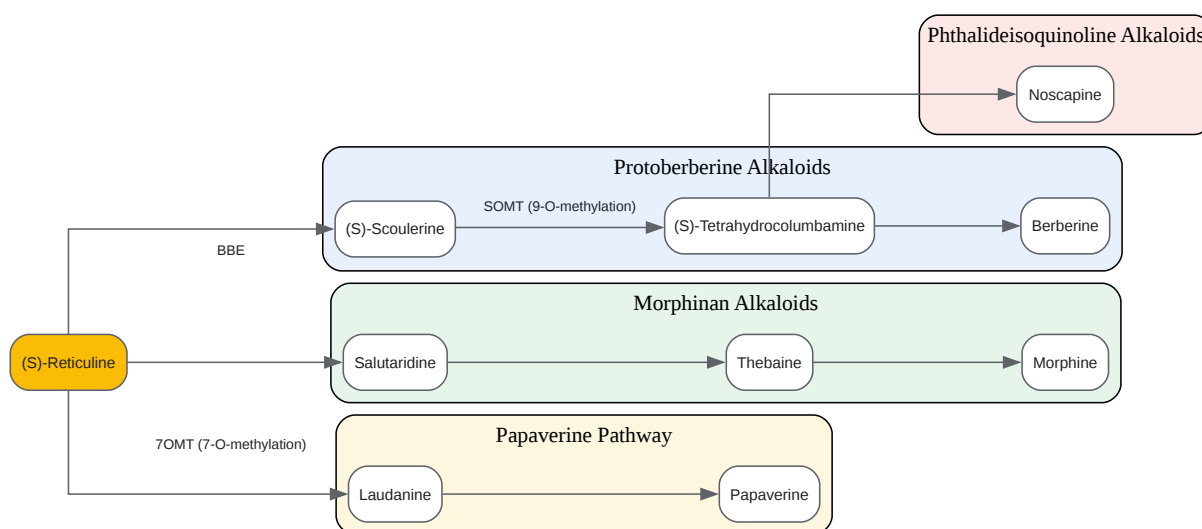 Phthalideisoquinoline Alkaloids
Noscapine
Protoberberine Alkaloids
(S)-Scoulerine
SOMT (9-O-methylation)
(S)-Tetrahydrocolumbamine
Berberine
BBE
Morphinan Alkaloids
(S)-Reticuline
Salutaridine
Thebaine
Morphine
7OMT (7-O-methylation)
Papaverine Pathway
Laudanine
Papaverine